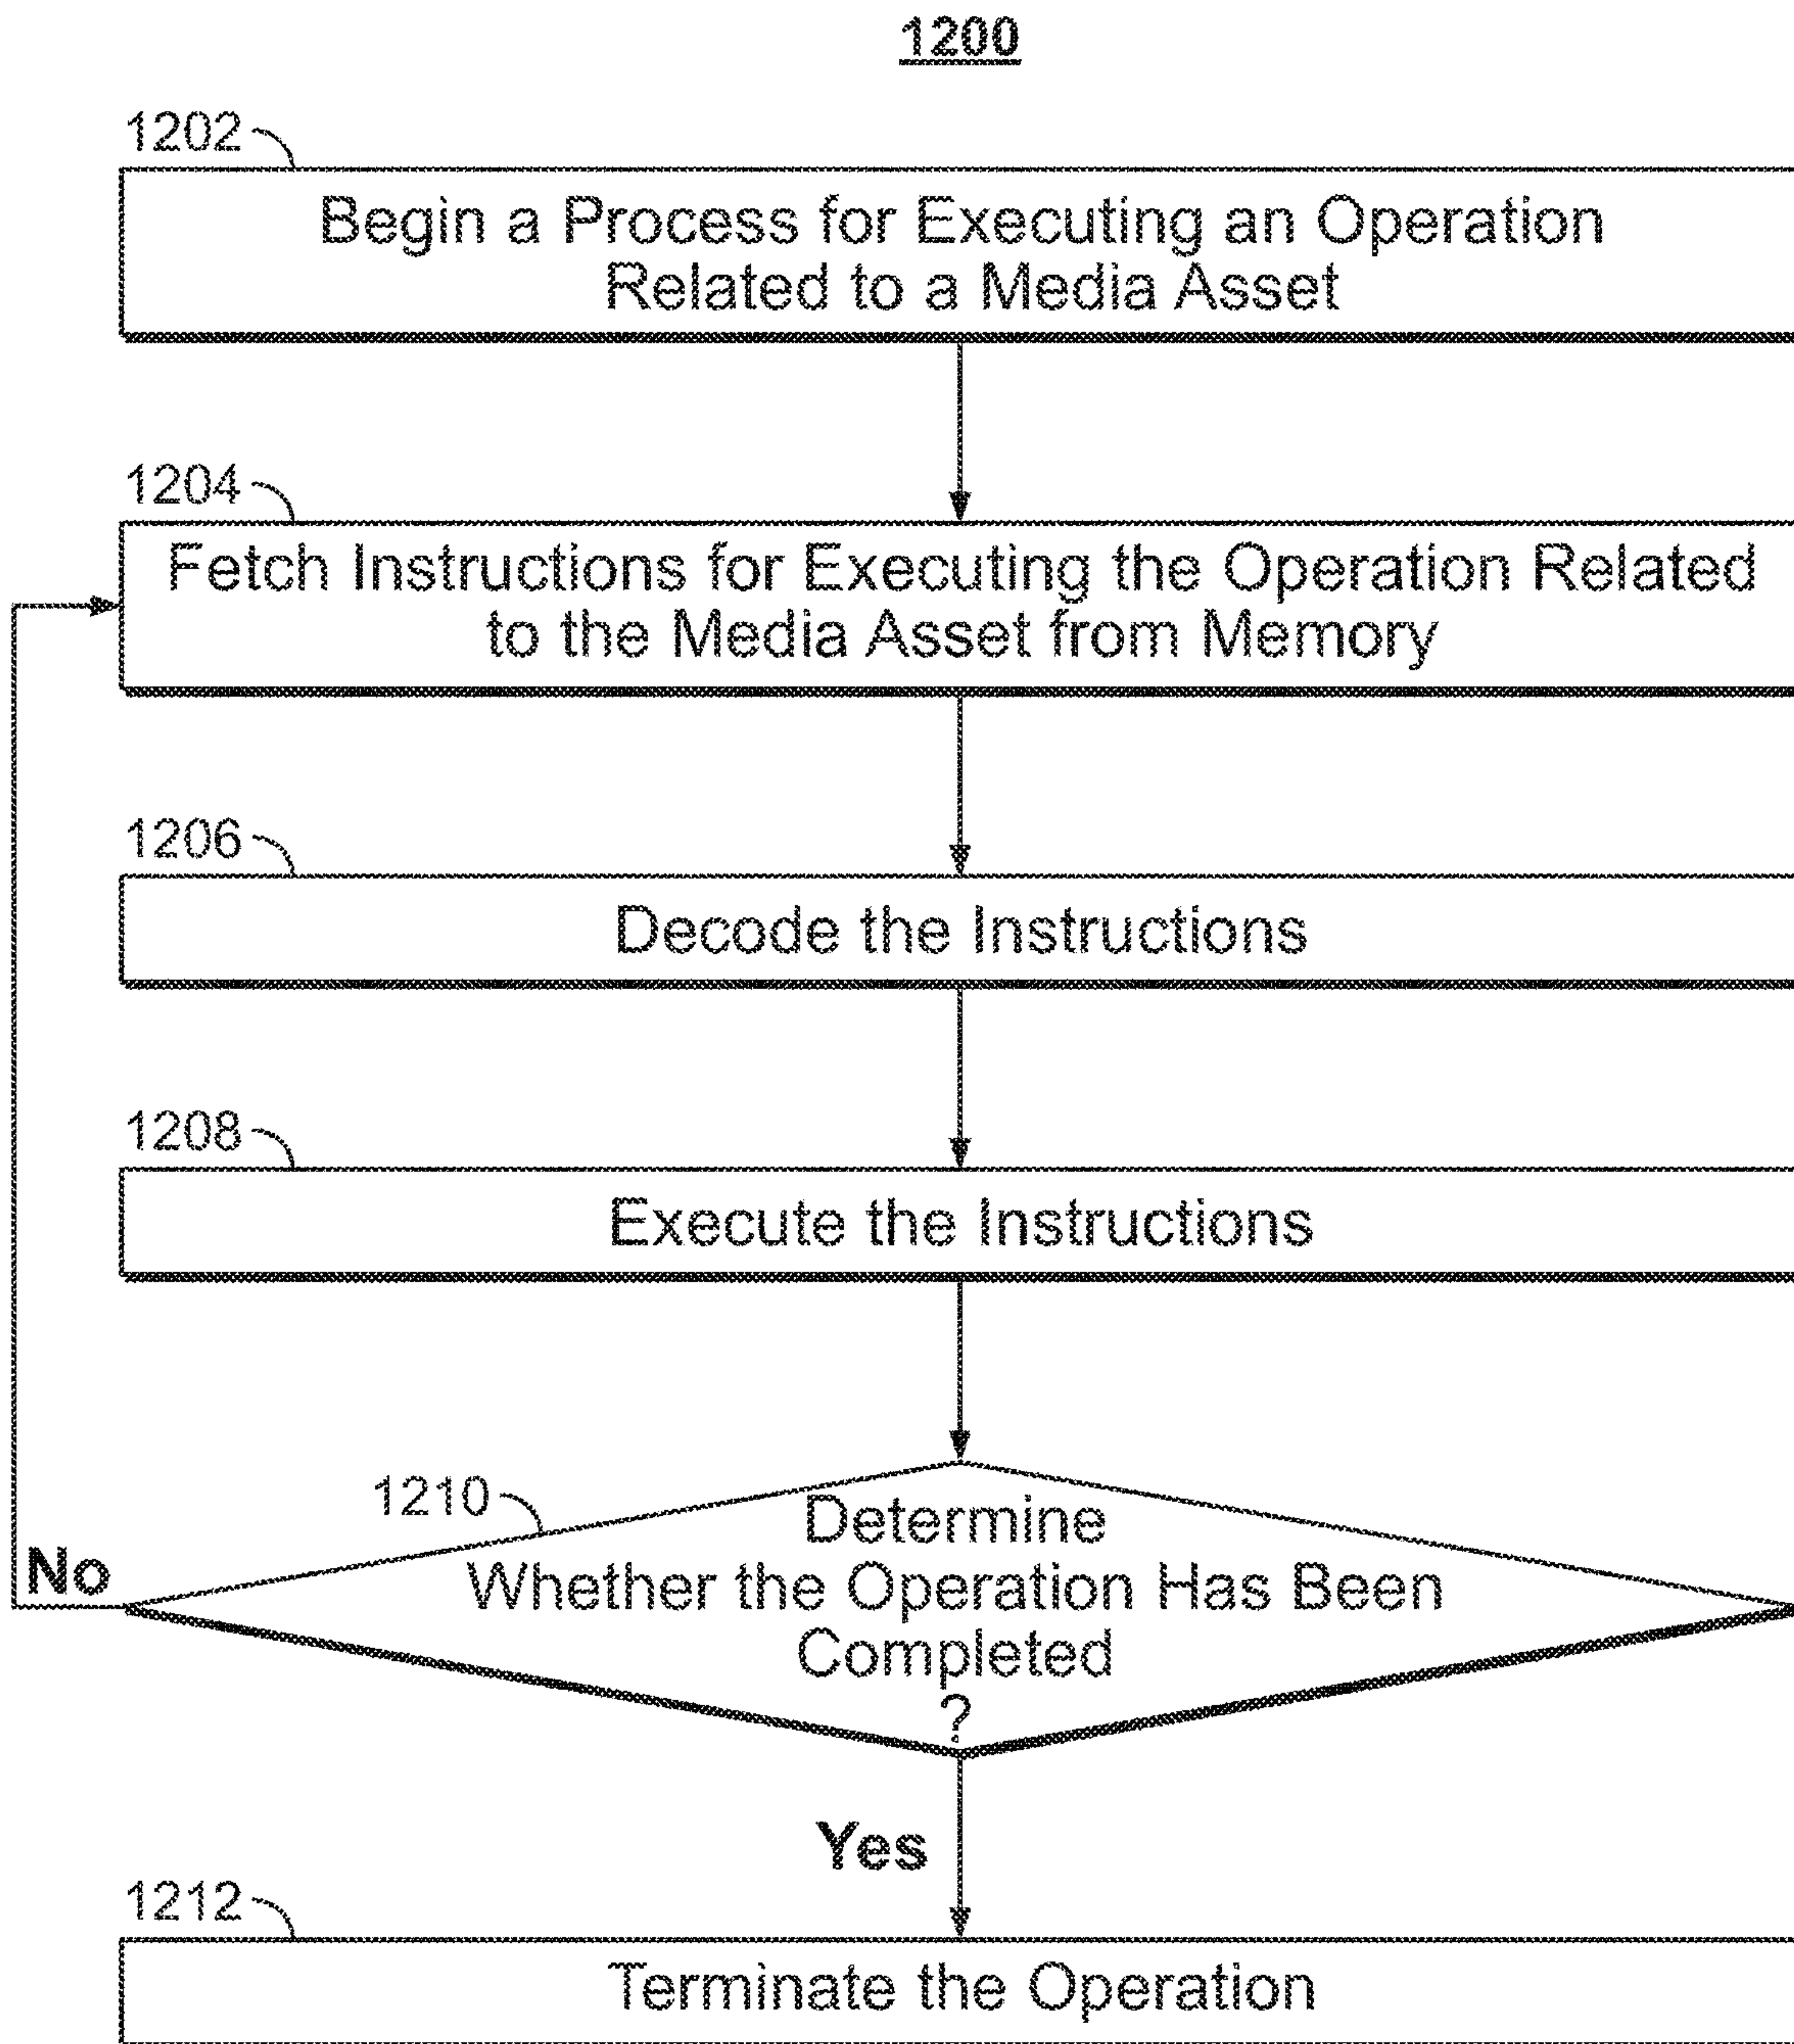 1200
1202
Begin a Process for Executing an Operation
Related to a Media Asset
1204
Fetch Instructions for Executing the Operation Related
to the Media Asset from Memory
1206
Decode the Instructions
1208
Execute the Instructions
1210
Determine
Whether the Operation Has Been
Completed
?
No
Yes
1212
Terminate the Operation